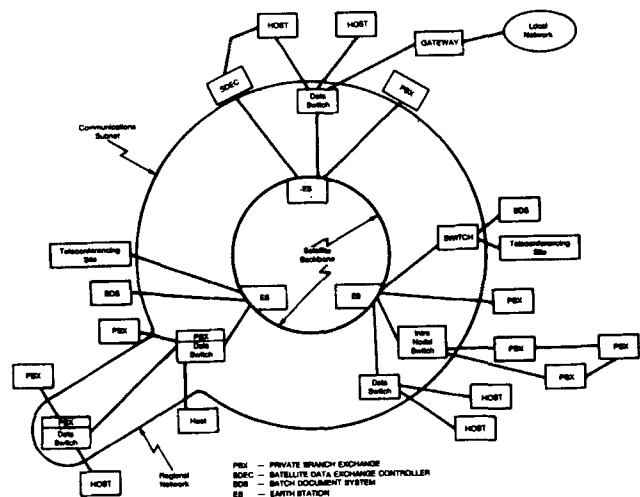 HOST
HOST
GATEWAY
Local
Network
SDEC
Data
Switch
PBX
Communications
Subnet
ES
BDS
SWITCH
Teleconferencing
Site
Satellite
Backbone
Teleconferencing
Site
BDS
ES
ES
PBX
PBX
PBX
Data
Switch
Intra
Nodal
Switch
PBX
PBX
PBX
PBX
Data
Switch
HOST
HOST
Host
PBX
Data
Switch
HOST
Regional
Network
PBX — PRIVATE BRANCH EXCHANGE
SDEC — SATELLITE DATA EXCHANGE CONTROLLER
BDS — BATCH DOCUMENT SYSTEM
ES — EARTH STATION